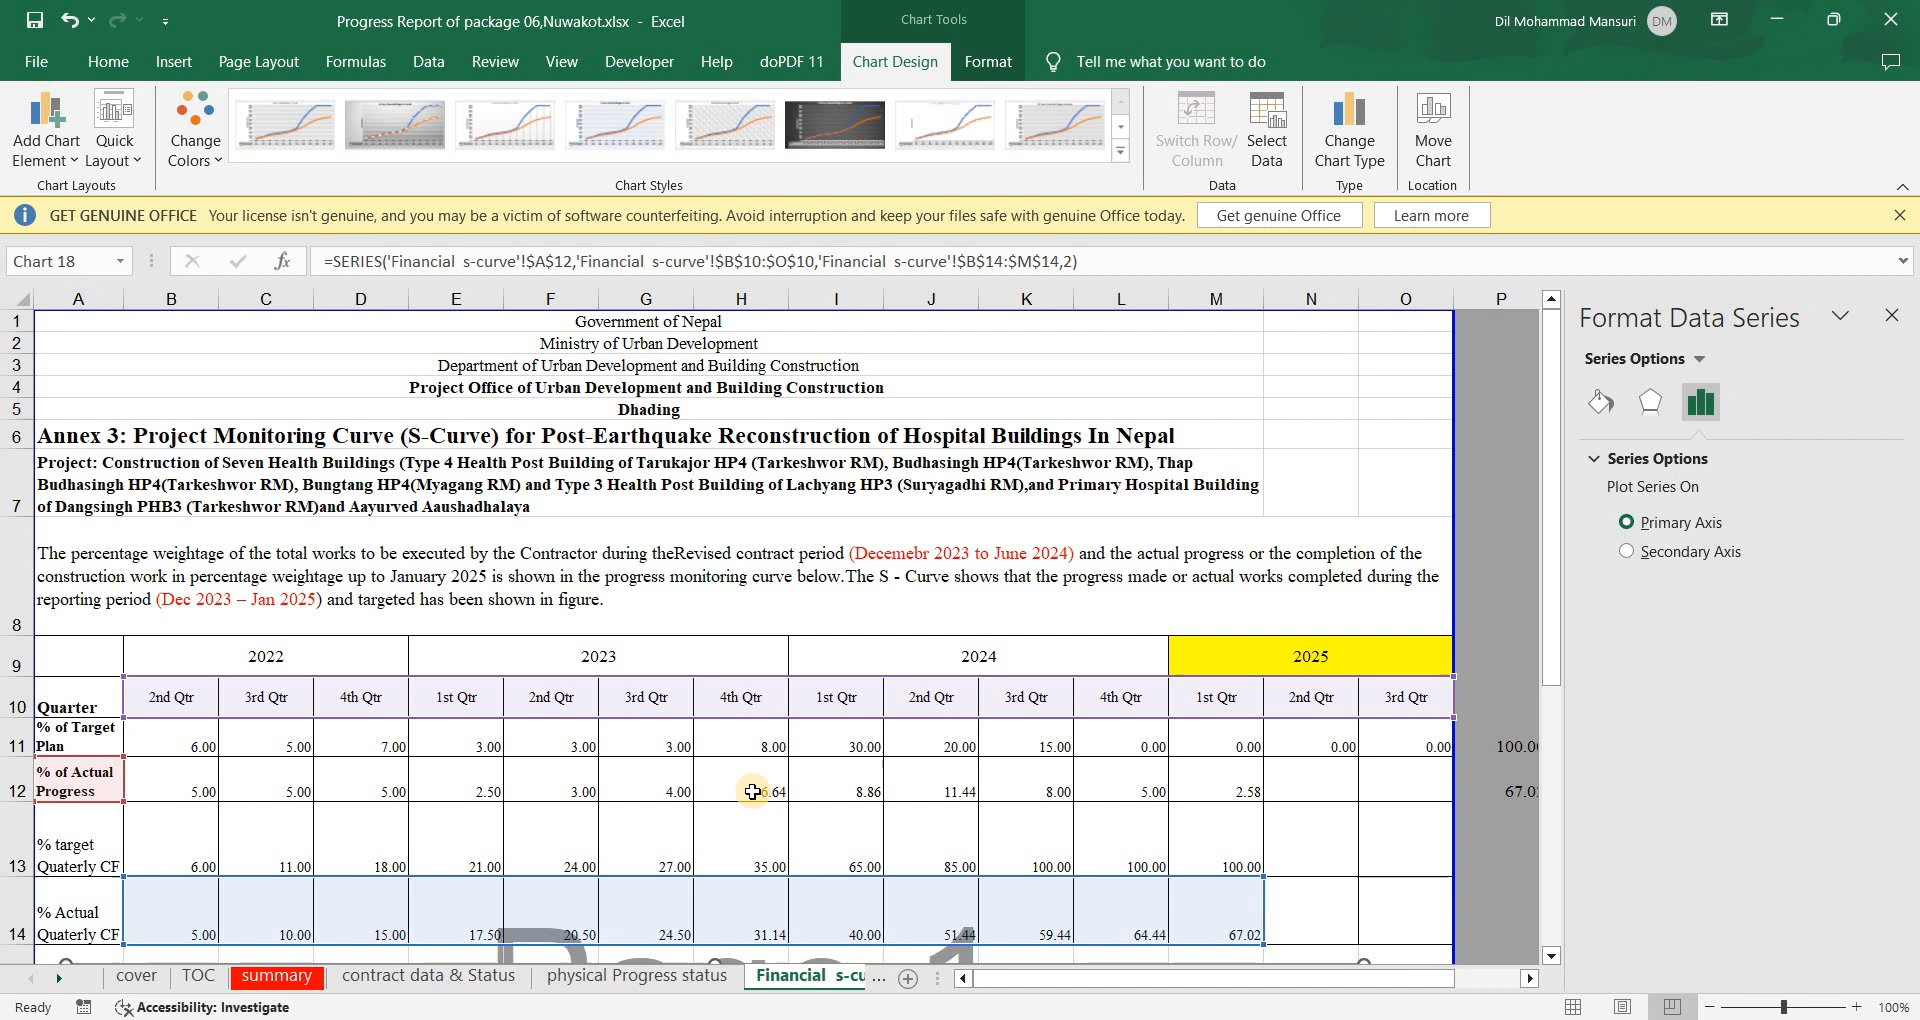 Progress Report of package 06,Nuwakot.xlsx - Excel
Chart Tools
Dil Mohammad Mansuri DM
File Home Insert Page Layout Formulas Data Review View Developer Help doPDF 11 Chart Design Format Tell me what you want to do
Add Chart Element Quick Layout Change Colors Switch Row/Column Select Data Change Chart Type Move Chart
Chart Layouts Chart Styles Data Type Location
GET GENUINE OFFICE Your license isn't genuine, and you may be a victim of software counterfeiting. Avoid interruption and keep your files safe with genuine Office today. Get genuine Office Learn more
Chart 18 fx =SERIES('Financial s-curve'!$A$12,'Financial s-curve'!$B$10:$O$10,'Financial s-curve'!$B$14:$M$14,2)
A B C D E F G H I J K L M N O P
1 Government of Nepal
2 Ministry of Urban Development
3 Department of Urban Development and Building Construction
4 Project Office of Urban Development and Building Construction
5 Dhading
6 Annex 3: Project Monitoring Curve (S-Curve) for Post-Earthquake Reconstruction of Hospital Buildings In Nepal
Project: Construction of Seven Health Buildings (Type 4 Health Post Building of Tarukajor HP4 (Tarkeshwor RM), Budhasingh HP4(Tarkeshwor RM), Thap
Budhasingh HP4(Tarkeshwor RM), Bungtang HP4(Myagang RM) and Type 3 Health Post Building of Lachyang HP3 (Suryagadhi RM),and Primary Hospital Building
7 of Dangsingh PHB3 (Tarkeshwor RM)and Aayurved Aaushadhalaya
The percentage weightage of the total works to be executed by the Contractor during theRevised contract period (Decemebr 2023 to June 2024) and the actual progress or the completion of the
construction work in percentage weightage up to January 2025 is shown in the progress monitoring curve below.The S - Curve shows that the progress made or actual works completed during the
reporting period (Dec 2023 – Jan 2025) and targeted has been shown in figure.
8
9 2022 2023 2024 2025
10 Quarter 2nd Qtr 3rd Qtr 4th Qtr 1st Qtr 2nd Qtr 3rd Qtr 4th Qtr 1st Qtr 2nd Qtr 3rd Qtr 4th Qtr 1st Qtr 2nd Qtr 3rd Qtr
11 % of Target Plan 6.00 5.00 7.00 3.00 3.00 3.00 8.00 30.00 20.00 15.00 0.00 0.00 0.00 0.00
12 % of Actual Progress 5.00 5.00 5.00 2.50 3.00 4.00 8.86 11.44 8.00 5.00 2.58
13 % target Quaterly CF 6.00 11.00 18.00 21.00 24.00 27.00 35.00 65.00 85.00 100.00 100.00 100.00
14 % Actual Quaterly CF 5.00 10.00 15.00 17.50 20.50 24.50 31.14 40.00 51.44 59.44 64.44 67.02
cover TOC summary contract data & Status physical Progress status Financial s-cu ...
Ready Accessibility: Investigate 100%
Format Data Series
Series Options
Series Options
Plot Series On
Primary Axis
Secondary Axis